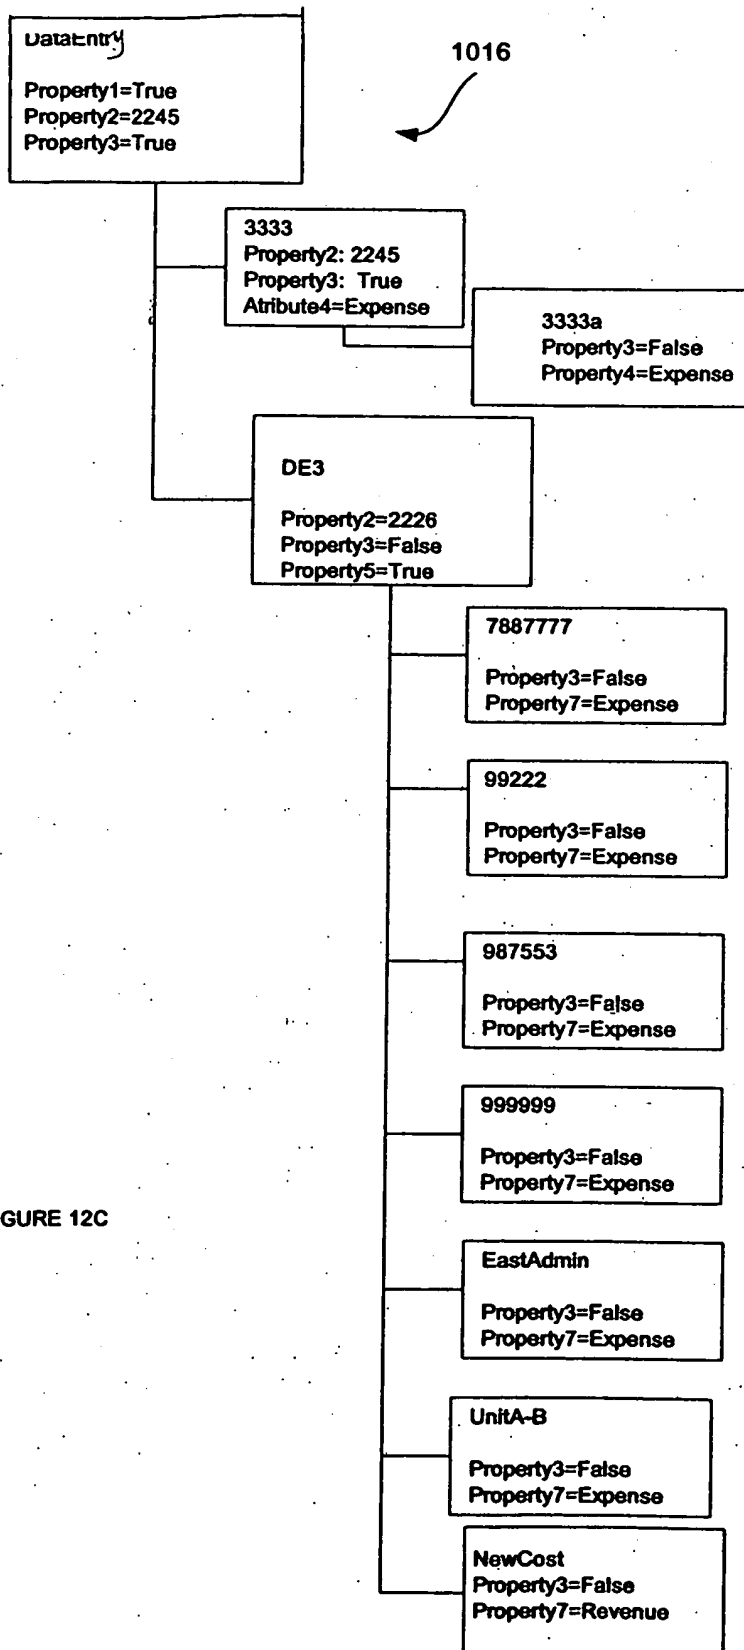 DataEntry
Property1=True
Property2=2245
Property3=True
1016
3333
Property2: 2245
Property3: True
Atribute4=Expense
3333a
Property3=False
Property4=Expense
DE3
Property2=2226
Property3=False
Property5=True
7887777
Property3=False
Property7=Expense
99222
Property3=False
Property7=Expense
987553
Property3=False
Property7=Expense
999999
Property3=False
Property7=Expense
GURE 12C
EastAdmin
Property3=False
Property7=Expense
UnitA-B
Property3=False
Property7=Expense
NewCost
Property3=False
Property7=Revenue